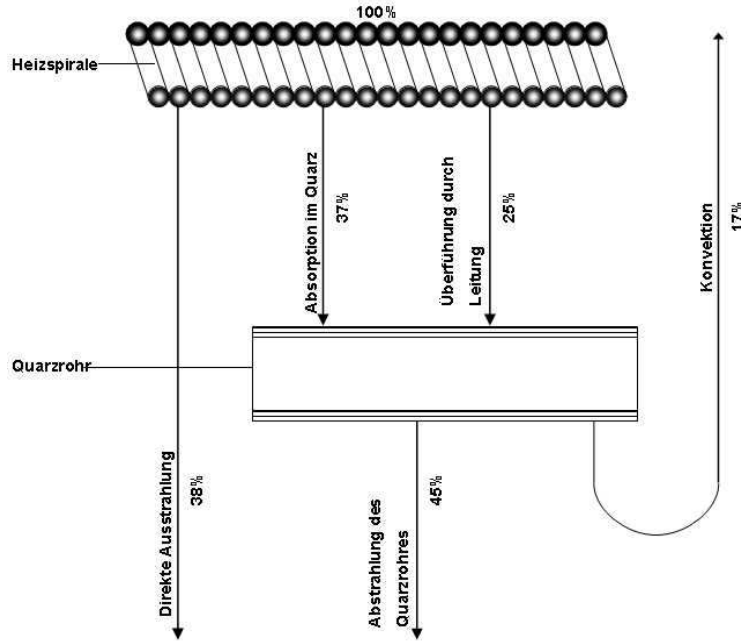 100%
Heizspirale
Absorption im Quarz
37%
Überführung durch
Leitung
25%
Konvektion
17%
Quarzrohr
Direkte Ausstrahlung
38%
Abstrahlung des
Quarzrohres
45%